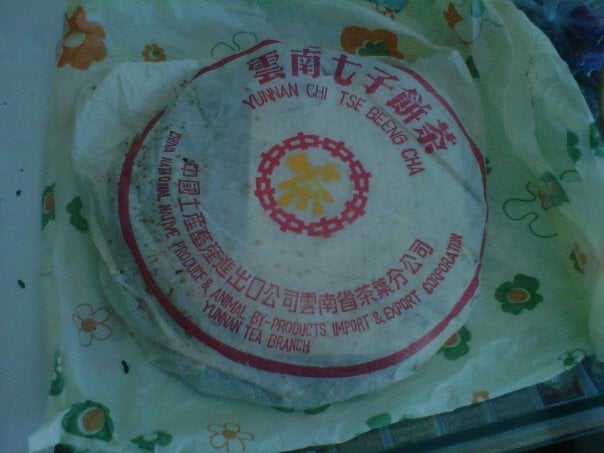 雲南七子餅茶
YUNNAN CHI TSE BEENG CHA
茶
中國土產畜產進出口公司雲南省茶葉分公司
CHINA NATIONAL NATIVE PRODUCE & ANIMAL BY-PRODUCTS IMPORT & EXPORT CORPORATION
YUNNAN TEA BRANCH